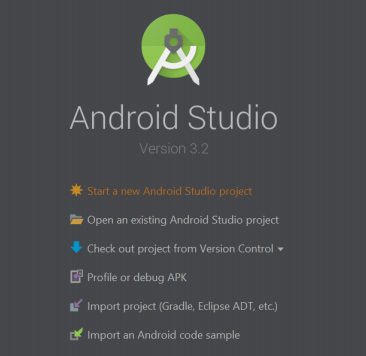 Android Studio
Version 3.2
Start a new Android Studio project
Open an existing Android Studio project
Check out project from Version Control
Profile or debug APK
Import project (Gradle, Eclipse ADT, etc.)
Import an Android code sample